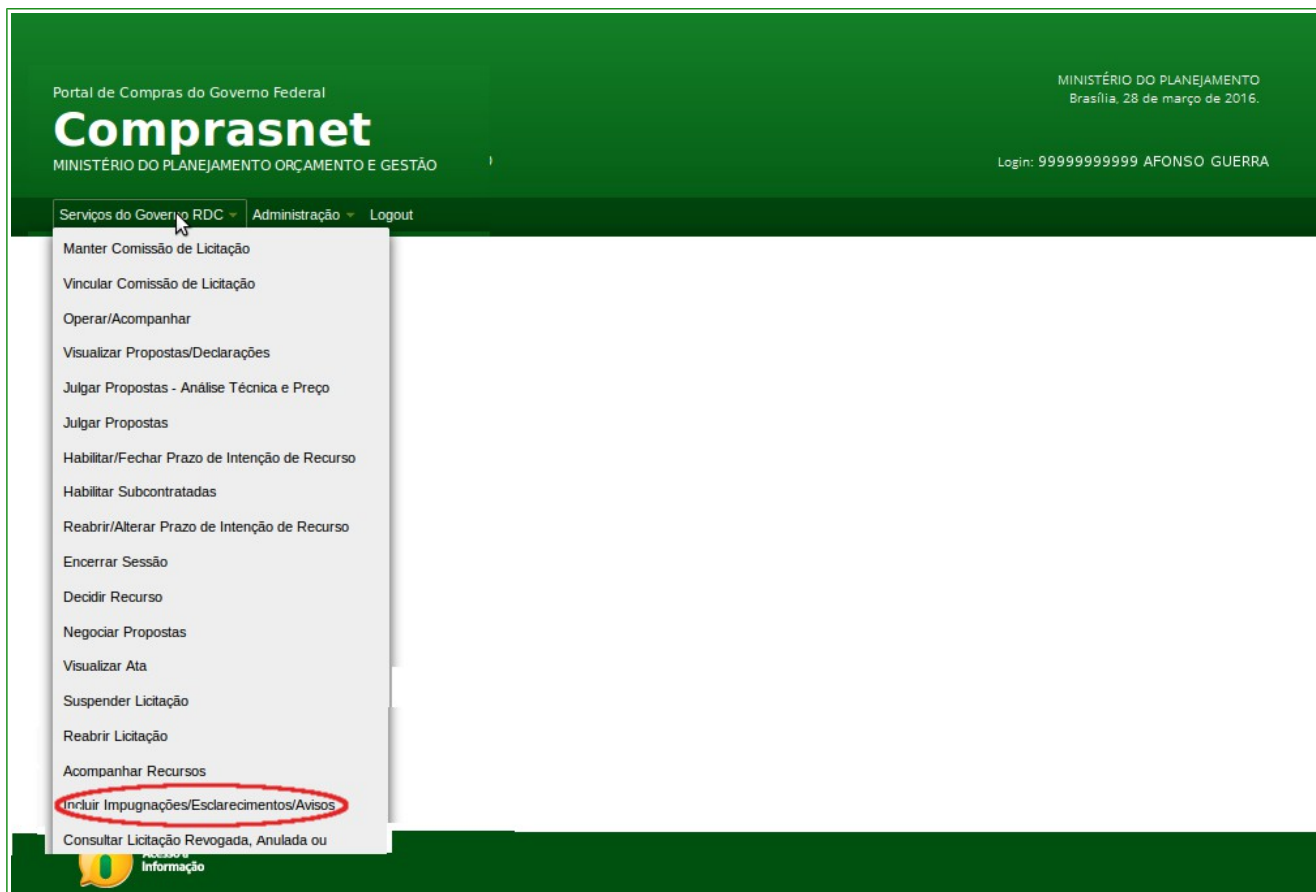 Portal de Compras do Governo Federal
Comprasnet
MINISTÉRIO DO PLANEJAMENTO ORÇAMENTO E GESTÃO
MINISTÉRIO DO PLANEJAMENTO
Brasília, 28 de março de 2016.
Login: 99999999999 AFONSO GUERRA
Serviços do Governo RDC Administração Logout
Manter Comissão de Licitação
Vincular Comissão de Licitação
Operar/Acompanhar
Visualizar Propostas/Declarações
Julgar Propostas - Análise Técnica e Preço
Julgar Propostas
Habilitar/Fechar Prazo de Intenção de Recurso
Habilitar Subcontratadas
Reabrir/Alterar Prazo de Intenção de Recurso
Encerrar Sessão
Decidir Recurso
Negociar Propostas
Visualizar Ata
Suspender Licitação
Reabrir Licitação
Acompanhar Recursos
Incluir Impugnações/Esclarecimentos/Avisos
Consultar Licitação Revogada, Anulada ou
Acesso à
Informação